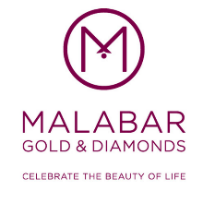 M
MALABAR
GOLD & DIAMONDS
CELEBRATE THE BEAUTY OF LIFE